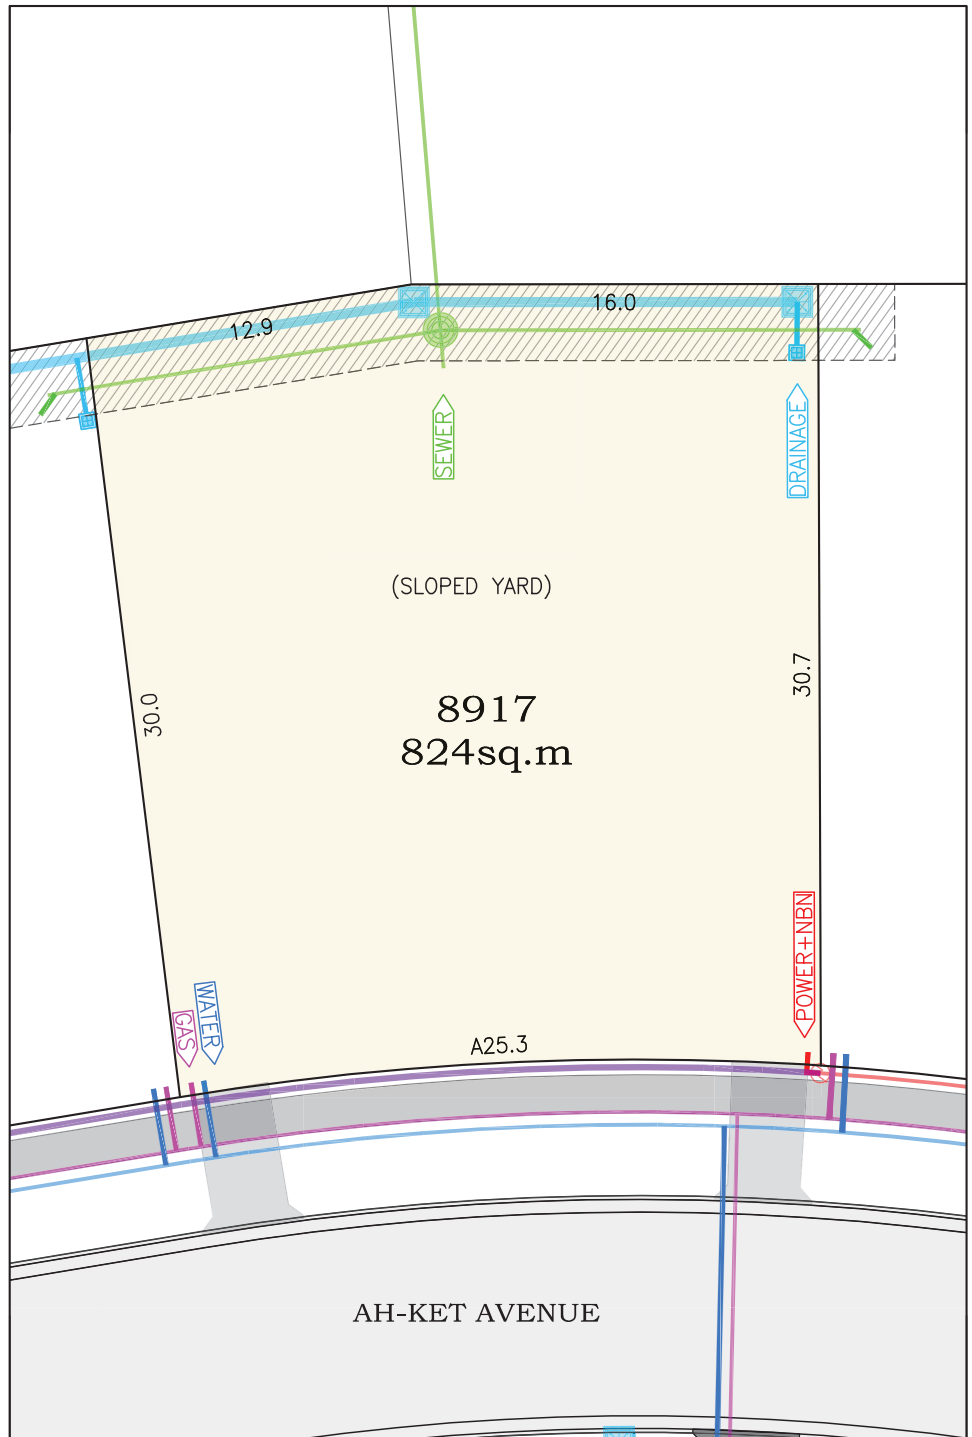 12.9
16.0
SEWER
DRAINAGE
(SLOPED YARD)
30.0
30.7
8917
824sq.m
POWER+NBN
GAS
WATER
A25.3
AH-KET AVENUE